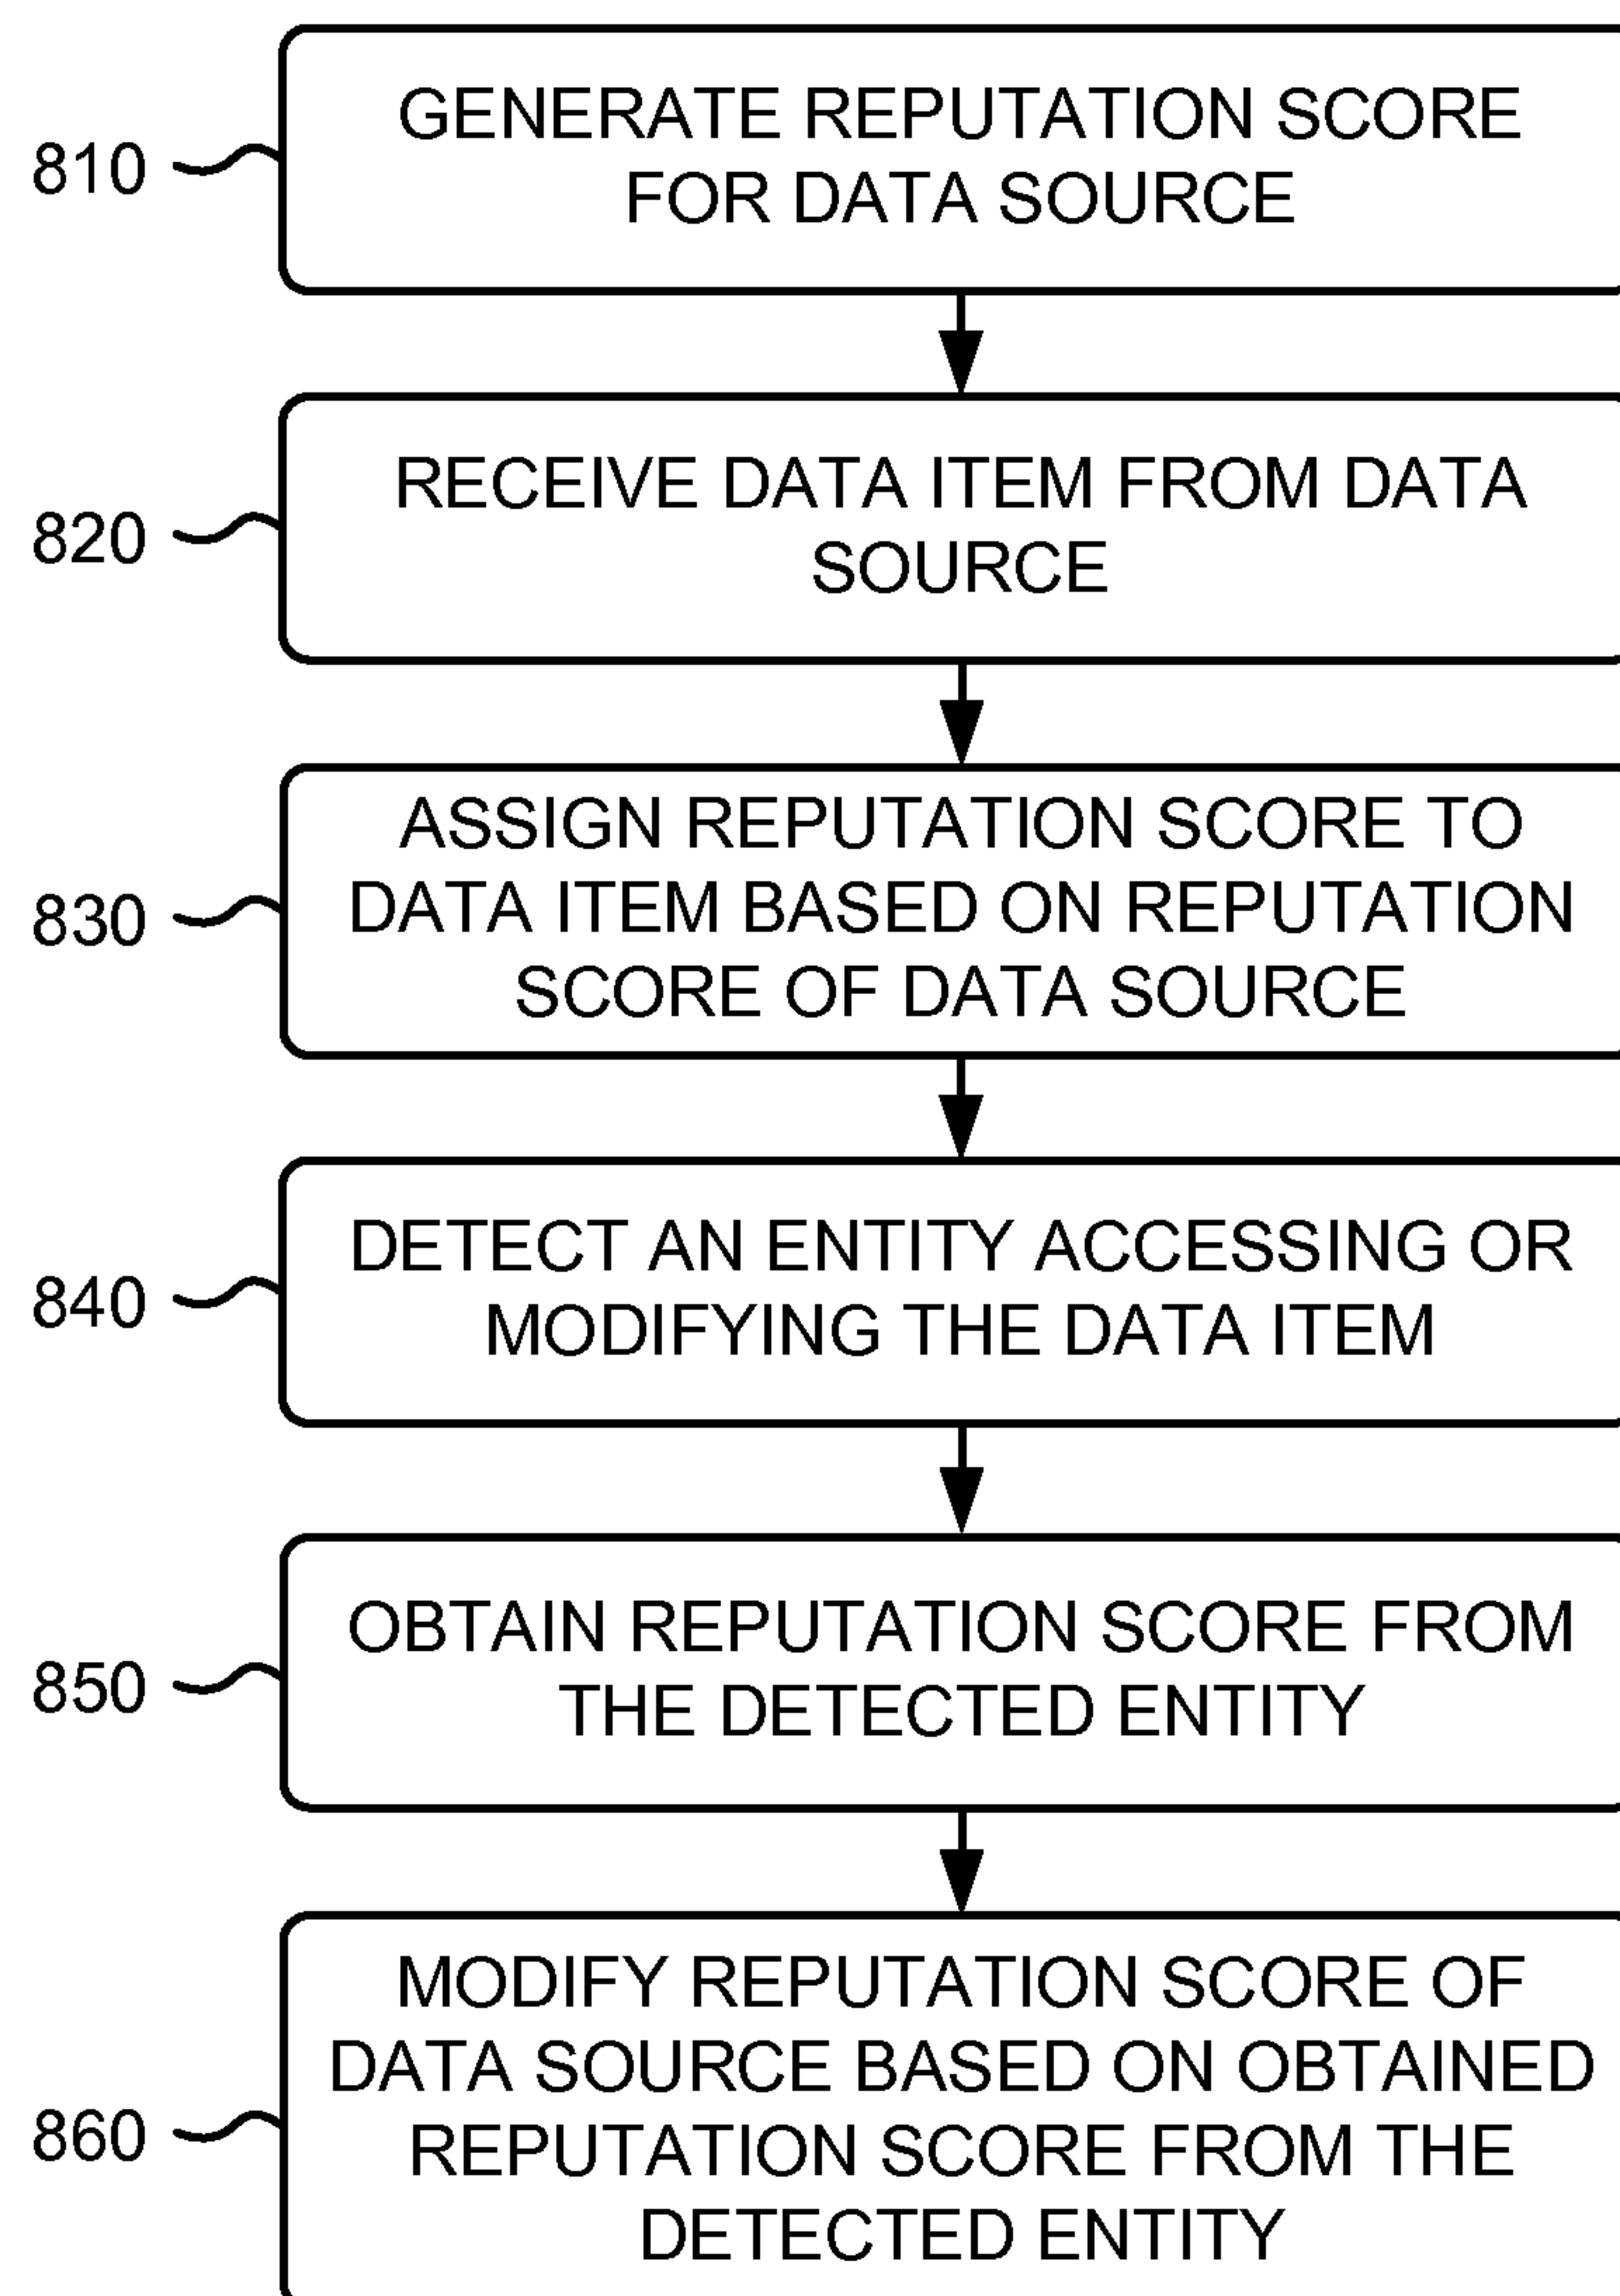 GENERATE REPUTATION SCORE
FOR DATA SOURCE
810
RECEIVE DATA ITEM FROM DATA
SOURCE
820
ASSIGN REPUTATION SCORE TO
DATA ITEM BASED ON REPUTATION
SCORE OF DATA SOURCE
830
DETECT AN ENTITY ACCESSING OR
MODIFYING THE DATA ITEM
840
OBTAIN REPUTATION SCORE FROM
THE DETECTED ENTITY
850
MODIFY REPUTATION SCORE OF
DATA SOURCE BASED ON OBTAINED
REPUTATION SCORE FROM THE
DETECTED ENTITY
860